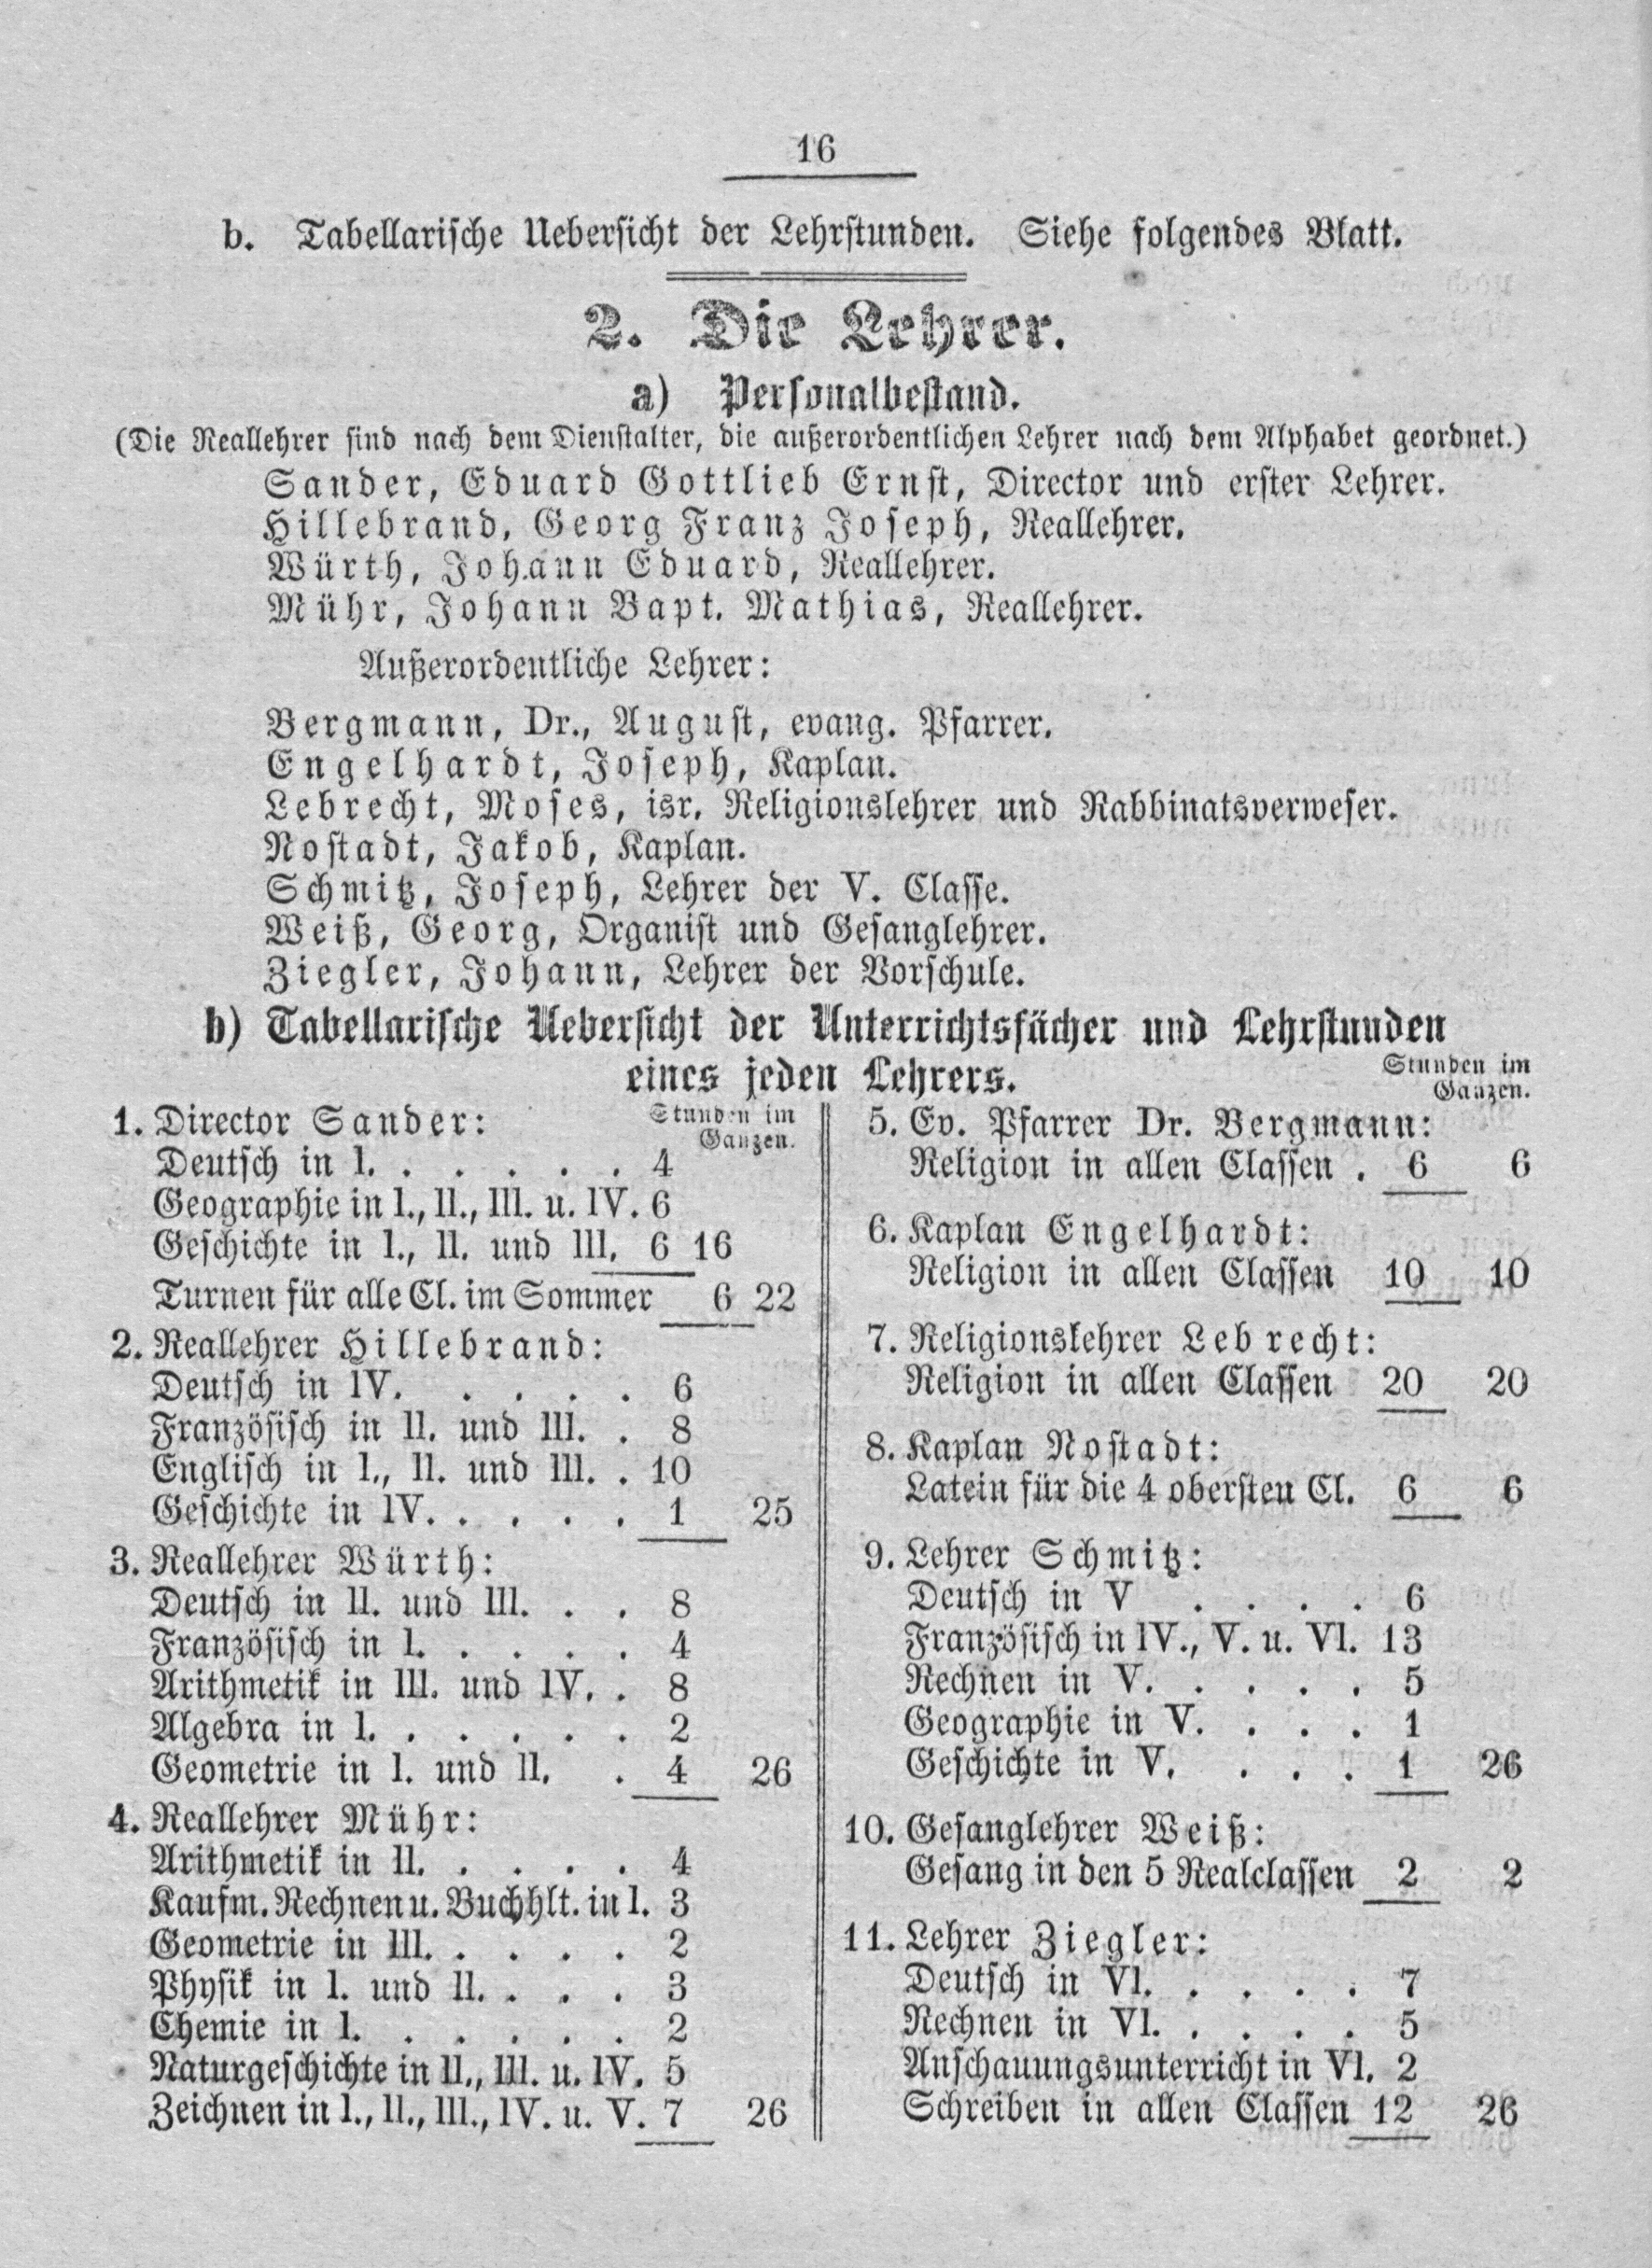 16
b. Tabellarische Uebersicht der Lehrstunden. Siehe folgendes Blatt.
2. Die Lehrer.
a) Personalbestand.
(Die Reallehrer sind nach dem Dienstalter, die außerordentlichen Lehrer nach dem Alphabet geordnet.)
Sander, Eduard Gottlieb Ernst, Director und erster Lehrer.
Hillebrand, Georg Franz Joseph, Reallehrer.
Würth, Johann Eduard, Reallehrer.
Mühr, Johann Bapt. Mathias, Reallehrer.
Außerordentliche Lehrer:
Bergmann, Dr., August, evang. Pfarrer.
Engelhardt, Joseph, Kaplan.
Lebrecht, Moses, isr. Religionslehrer und Rabbinatsverweser.
Nostadt, Jakob, Kaplan.
Schmitz, Joseph, Lehrer der V. Classe.
Weiß, Georg, Organist und Gesanglehrer.
Ziegler, Johann, Lehrer der Vorschule.
b) Tabellarische Uebersicht der Unterrichtsfächer und Lehrstunden
eines jeden Lehrers.
Stunden im
Ganzen.
1. Director Sander:
Deutsch in I. . . . . . . 4
Geographie in I., II., III. u. IV. 6
Geschichte in I., II. und III. 6 16
Turnen für alle Cl. im Sommer 6 22
2. Reallehrer Hillebrand:
Deutsch in IV. . . . . . 6
Französisch in II. und III. . 8
Englisch in I., II. und III. . 10
Geschichte in IV. . . . . . 1 25
3. Reallehrer Würth:
Deutsch in II. und III. . . 8
Französisch in I. . . . . . 4
Arithmetik in III. und IV. . 8
Algebra in I. . . . . . . 2
Geometrie in I. und II. . 4 26
4. Reallehrer Mühr:
Arithmetik in II. . . . . . 4
Kaufm. Rechnen u. Buchhlt. in I. 3
Geometrie in III. . . . . . 2
Physik in I. und II. . . . . 3
Chemie in I. . . . . . . 2
Naturgeschichte in II., III. u. IV. 5
Zeichnen in I., II., III., IV. u. V. 7 26
Stunden im
Ganzen.
5. Ev. Pfarrer Dr. Bergmann:
Religion in allen Classen . 6 6
6. Kaplan Engelhardt:
Religion in allen Classen 10 10
7. Religionslehrer Lebrecht:
Religion in allen Classen 20 20
8. Kaplan Nostadt:
Latein für die 4 obersten Cl. 6 6
9. Lehrer Schmitz:
Deutsch in V . . . . 6
Französisch in IV., V. u. VI. 13
Rechnen in V. . . . . . 5
Geographie in V. . . . . 1
Geschichte in V. . . . . 1 26
10. Gesanglehrer Weiß:
Gesang in den 5 Realclassen 2 2
11. Lehrer Ziegler:
Deutsch in VI. . . . . . 7
Rechnen in VI. . . . . . 5
Anschauungsunterricht in VI. 2
Schreiben in allen Classen 12 26